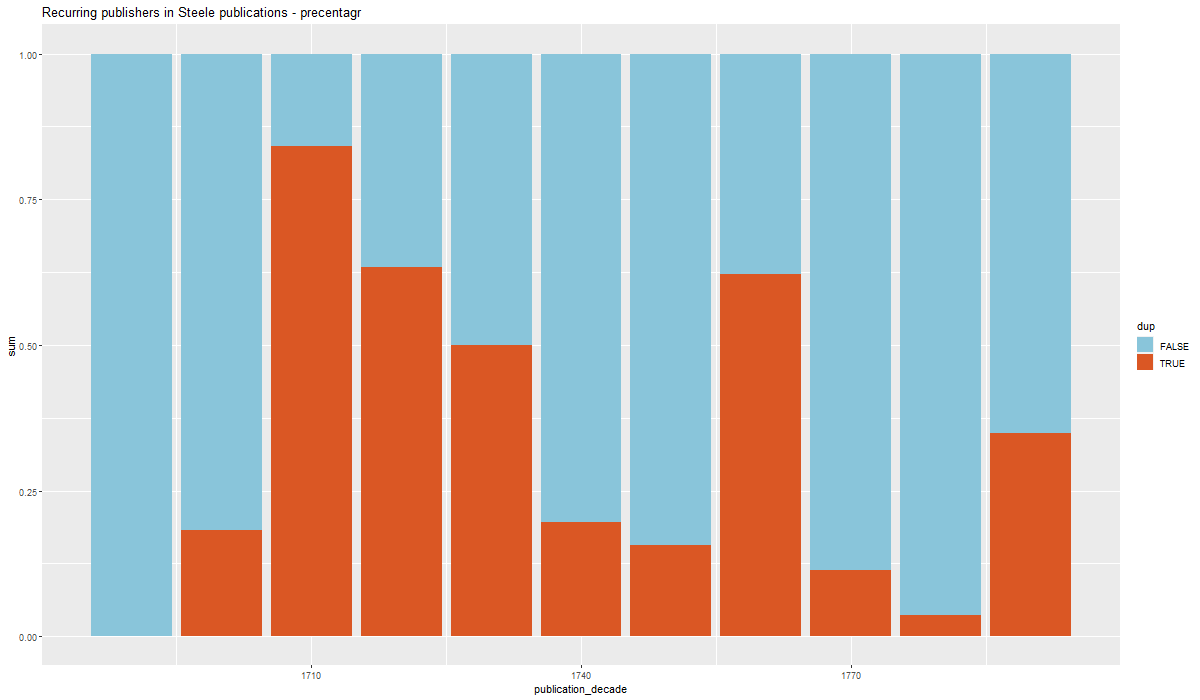 Recurring publishers in Steele publications - precentagr
1.00
0.75
0.50
0.25
0.00
sum
1710
1740
1770
publication_decade
dup
FALSE
TRUE